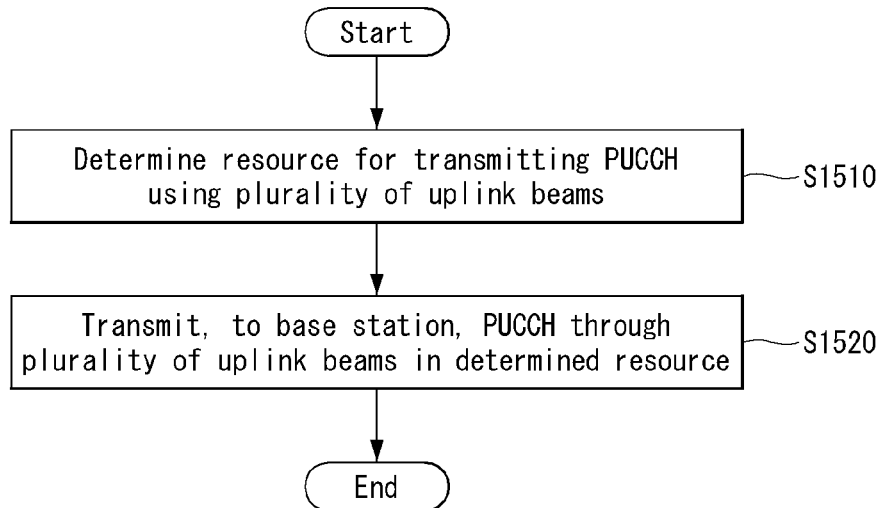 Start
Determine resource for transmitting PUCCH
using plurality of uplink beams
S1510
Transmit, to base station, PUCCH through
plurality of uplink beams in determined resource
S1520
End